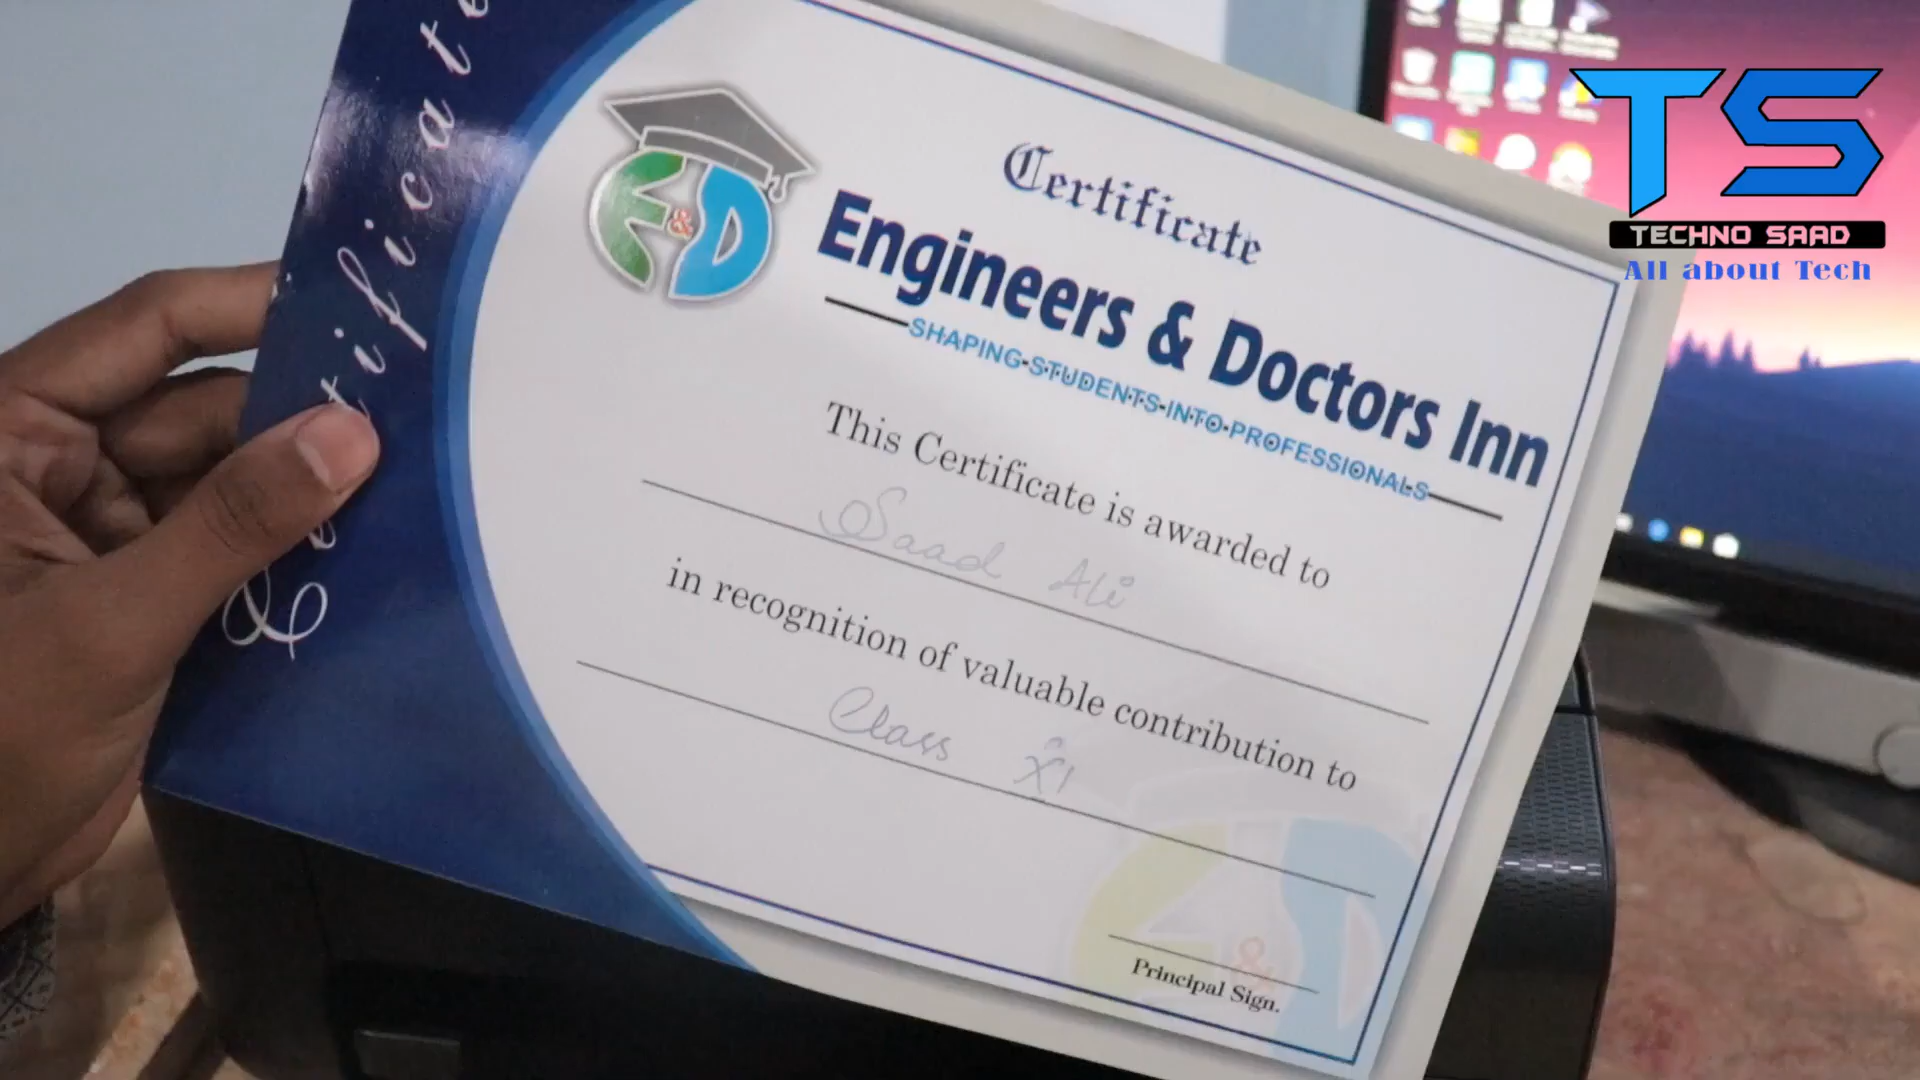 Certificate
Certificate
E&D
Engineers & Doctors Inn
SHAPING-STUDENTS-INTO-PROFESSIONALS
This Certificate is awarded to
Saad Ali
in recognition of valuable contribution to
Class XI
&D
Principal Sign.
TS
TECHNO SAAD
All about Tech